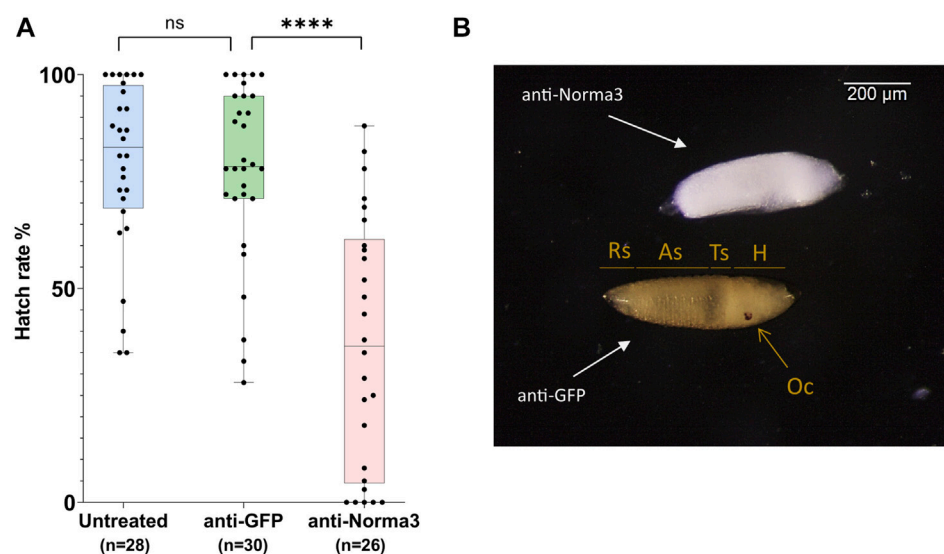 A
ns
****
100
50
0
Hatch rate %
Untreated
(n=28)
anti-GFP
(n=30)
anti-Norma3
(n=26)
B
200 µm
anti-Norma3
Rs As Ts H
Oc
anti-GFP